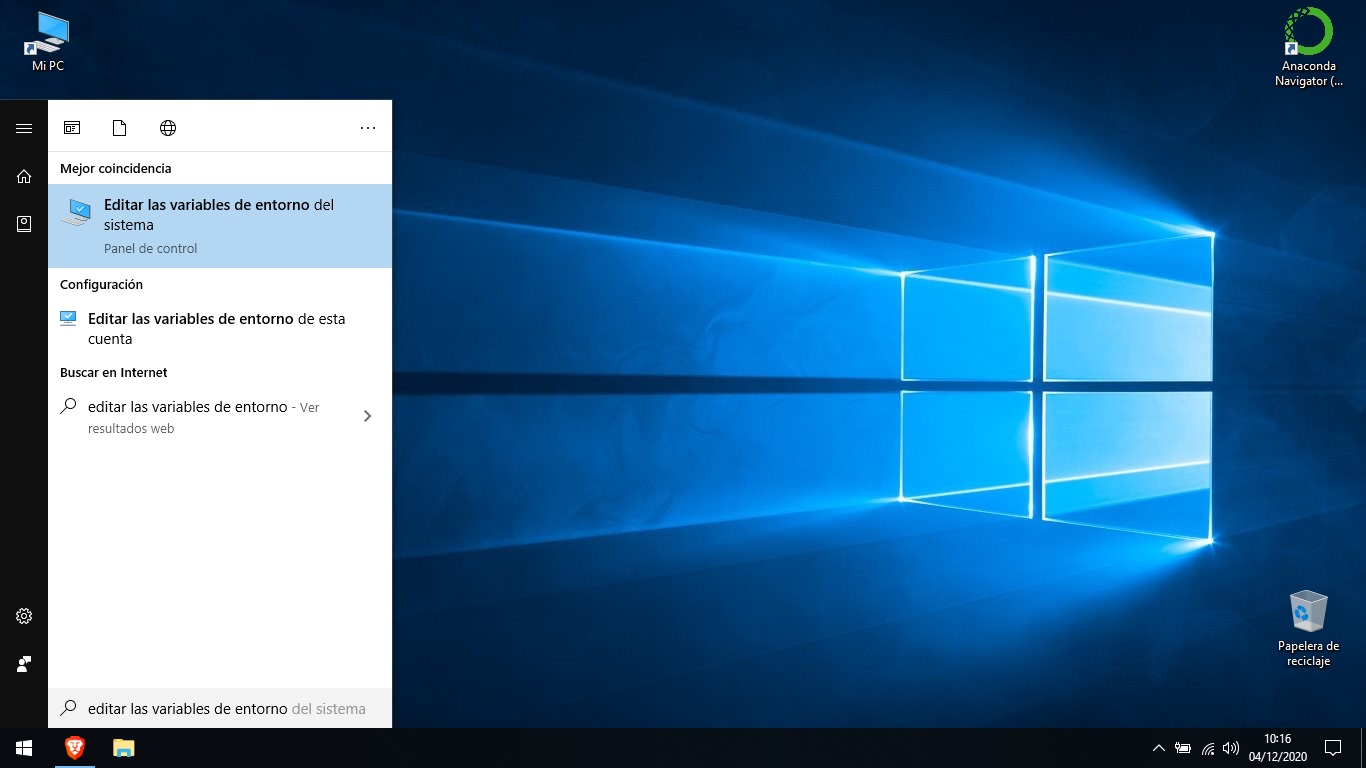 Mi PC
Anaconda
Navigator (...
Mejor coincidencia
Editar las variables de entorno del
sistema
Panel de control
Configuración
Editar las variables de entorno de esta
cuenta
Buscar en Internet
editar las variables de entorno - Ver
resultados web
Papelera de
reciclaje
editar las variables de entorno del sistema
10:16
04/12/2020